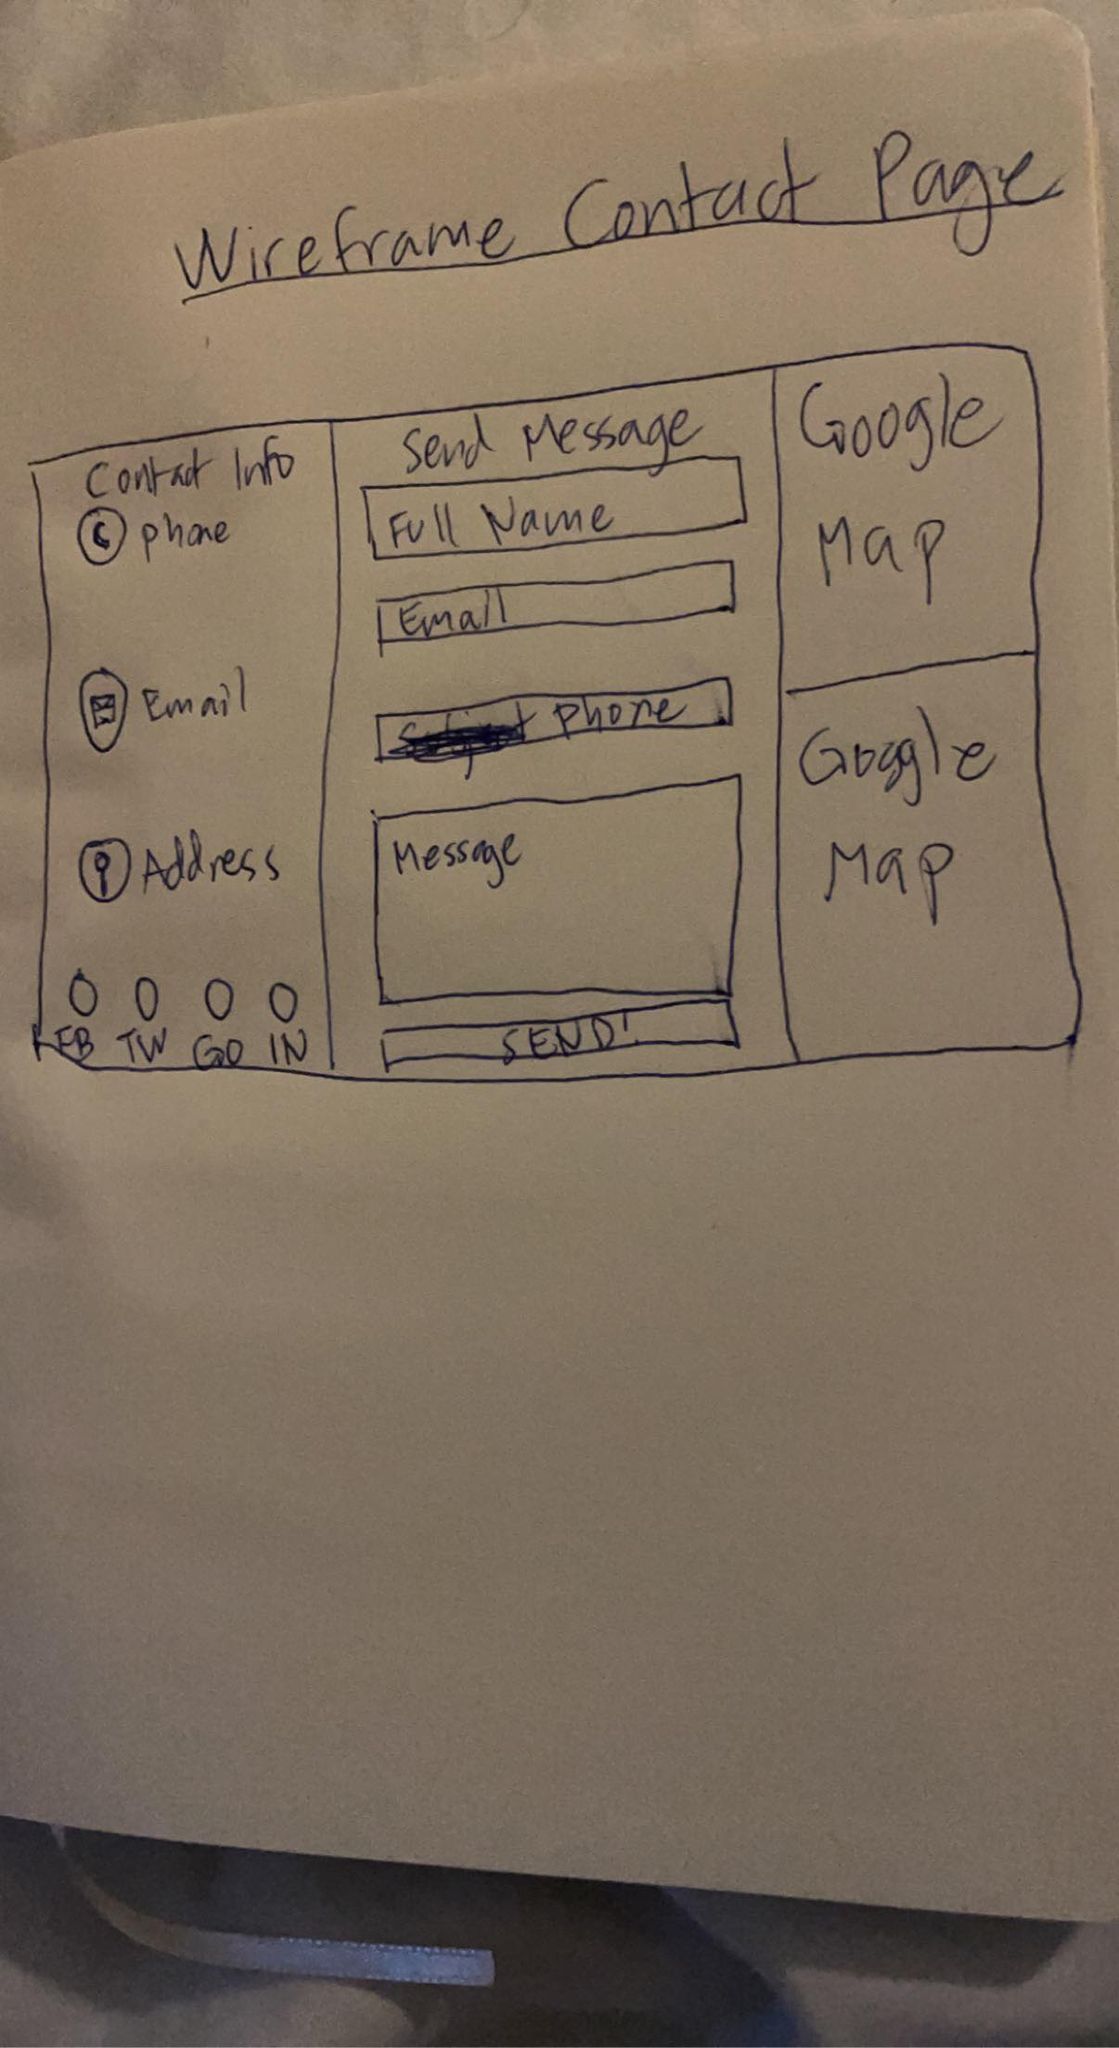 Wireframe Contact Page
Contact Info
phone
Email
Address
FB TW GO IN
Send Message
Full Name
Email
phone
Message
SEND!
Google
Map
Google
Map